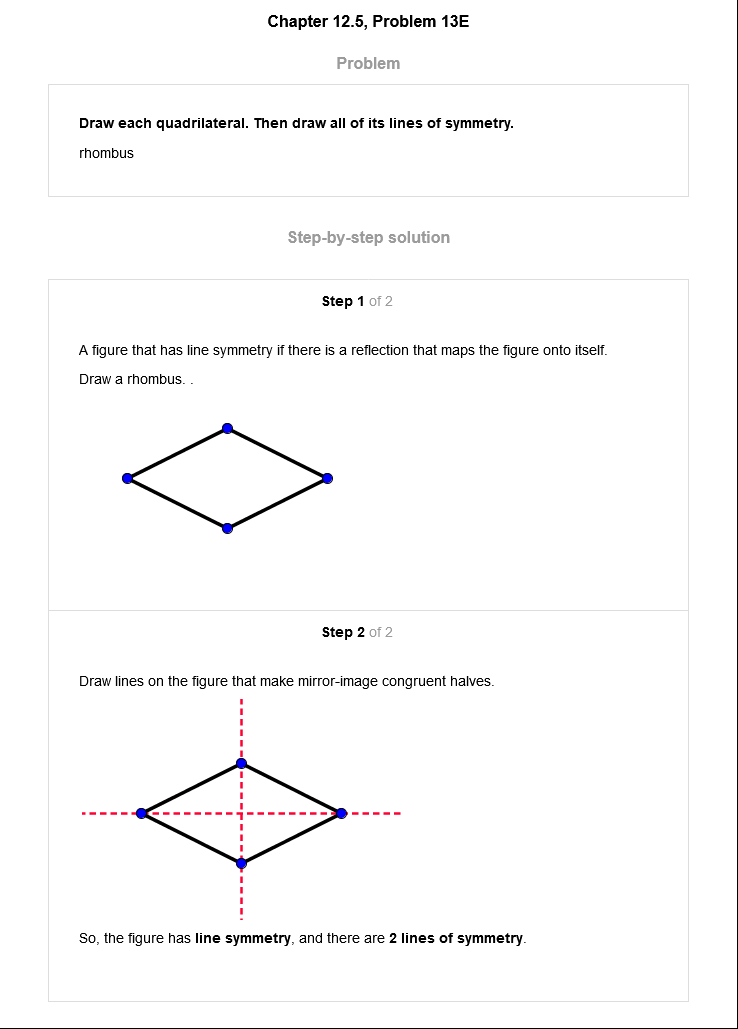 Chapter 12.5, Problem 13E
Problem
Draw each quadrilateral. Then draw all of its lines of symmetry.
rhombus
Step-by-step solution
Step 1 of 2
A figure that has line symmetry if there is a reflection that maps the figure onto itself.
Draw a rhombus. .
Step 2 of 2
Draw lines on the figure that make mirror-image congruent halves.
So, the figure has line symmetry, and there are 2 lines of symmetry.